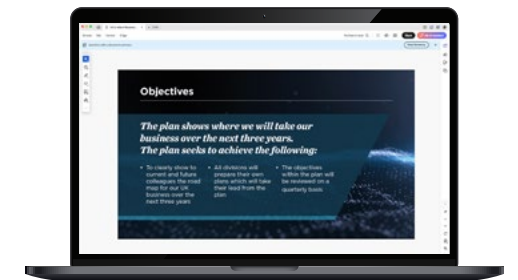 Objectives
The plan shows where we will take our
business over the next three years.
The plan seeks to achieve the following:
• To clearly show to
current and future
colleagues the road
map for our UK
business over the
next three years
• All divisions will
prepare their own
plans which will take
their lead from the
plan
• The objectives
within the plan will
be reviewed on a
quarterly basis